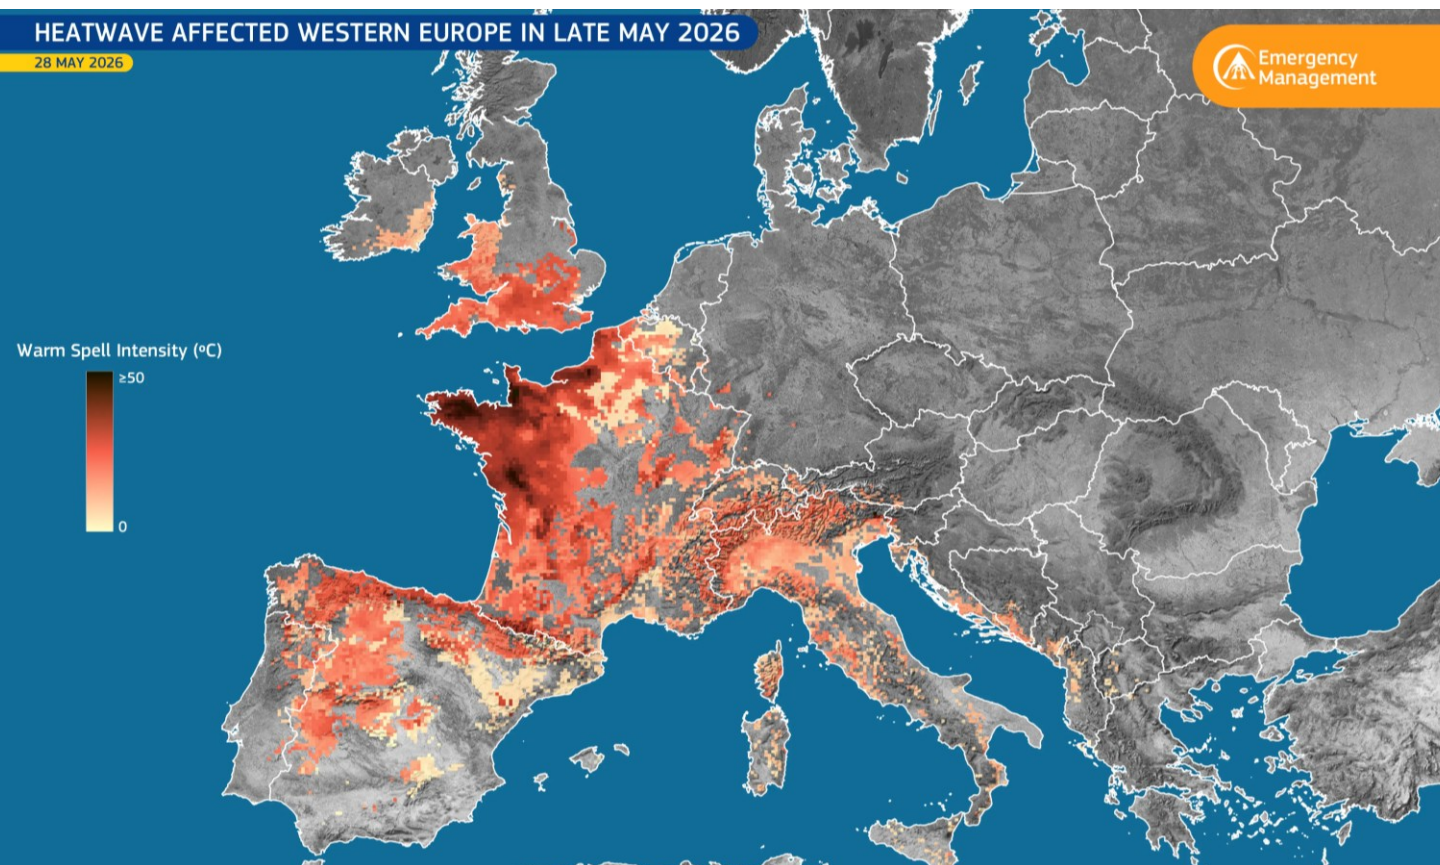 HEATWAVE AFFECTED WESTERN EUROPE IN LATE MAY 2026
28 MAY 2026
Emergency
Management
Warm Spell Intensity (ºC)
≥50
0